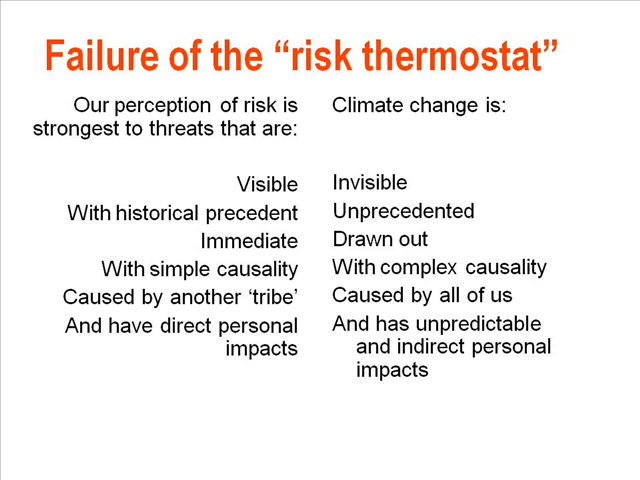 Failure of the “risk thermostat”
Our perception of risk is
strongest to threats that are:
Visible
With historical precedent
Immediate
With simple causality
Caused by another ‘tribe’
And have direct personal
impacts
Climate change is:
Invisible
Unprecedented
Drawn out
With complex causality
Caused by all of us
And has unpredictable
and indirect personal
impacts